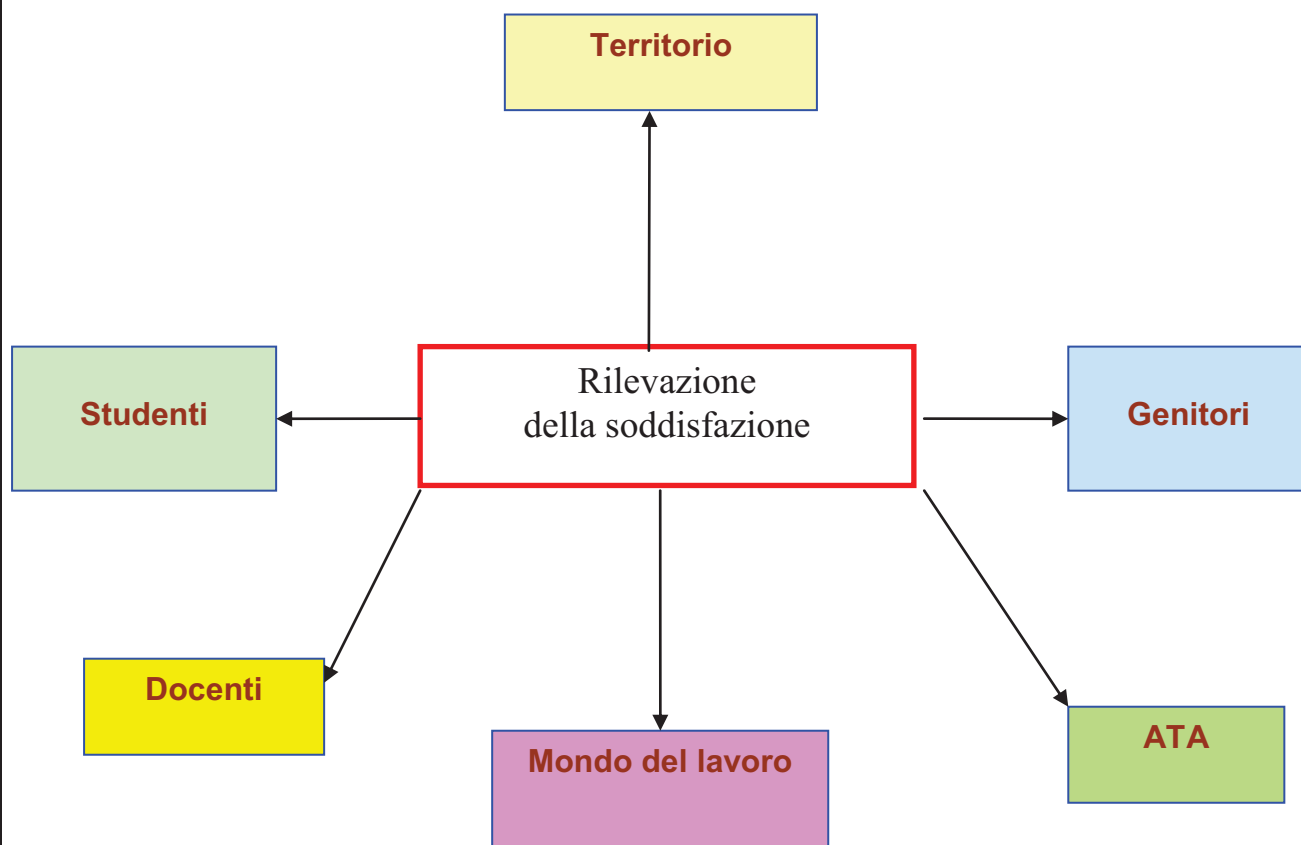 Territorio
Rilevazione
della soddisfazione
Studenti
Genitori
Docenti
Mondo del lavoro
ATA